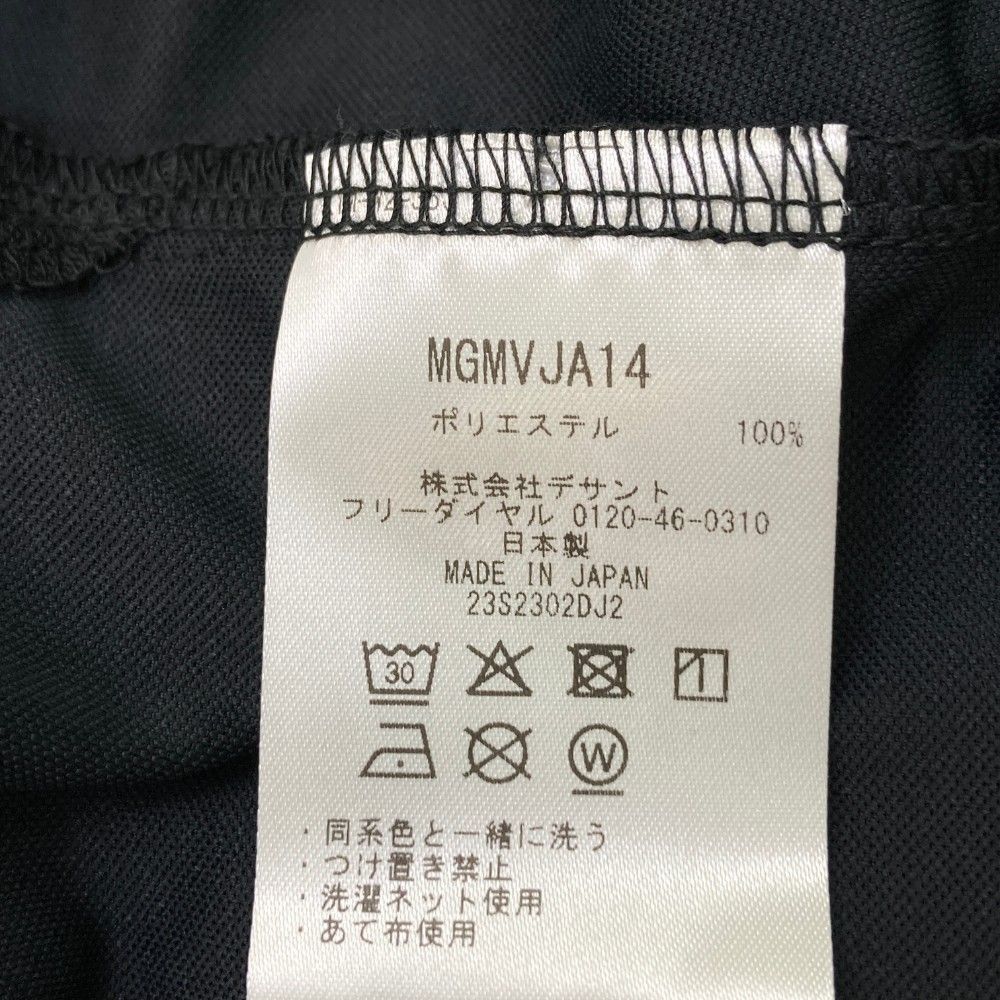 MGMVJA14
ポリエステル 100%
株式会社デサント
フリーダイヤル 0120-46-0310
日本製
MADE IN JAPAN
23S2302DJ2
30
W
・同系色と一緒に洗う
・つけ置き禁止
・洗濯ネット使用
・あて布使用